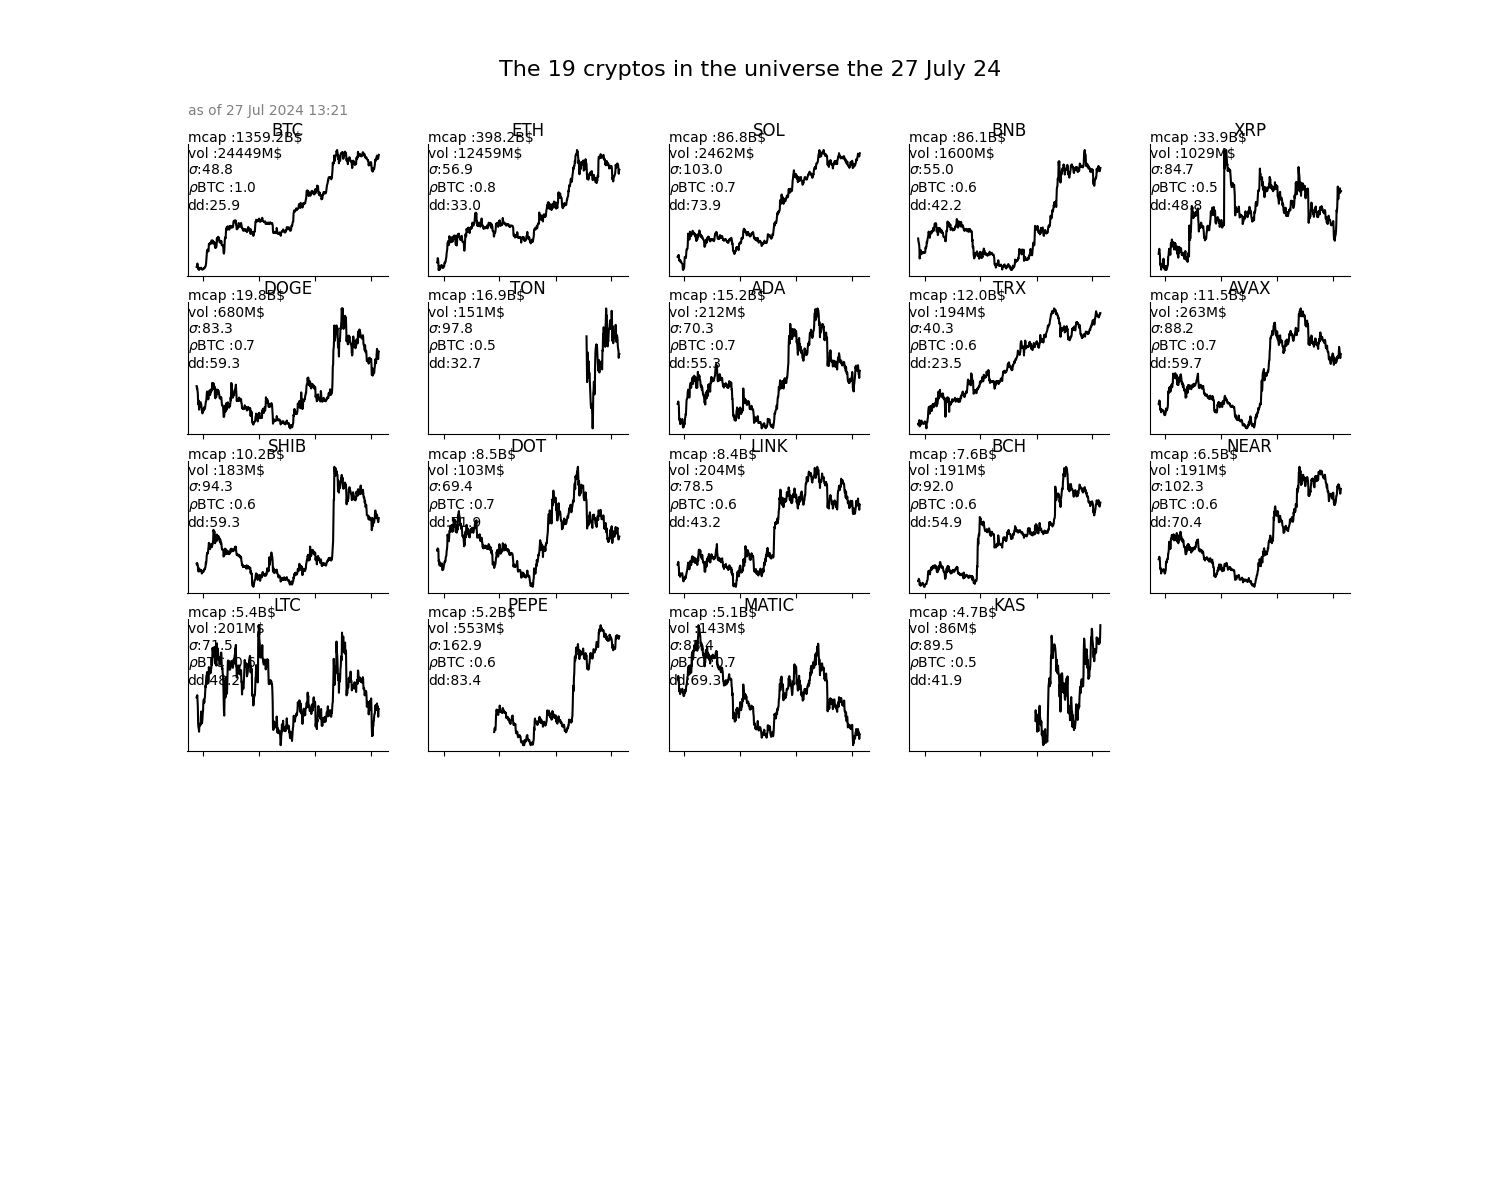 The 19 cryptos in the universe the 27 July 24
as of 27 Jul 2024 13:21
BTC
mcap :1359.2B$
vol :24449M$
σ:48.8
ρBTC :1.0
dd:25.9
ETH
mcap :398.2B$
vol :12459M$
σ:56.9
ρBTC :0.8
dd:33.0
SOL
mcap :86.8B$
vol :2462M$
σ:103.0
ρBTC :0.7
dd:73.9
BNB
mcap :86.1B$
vol :1600M$
σ:55.0
ρBTC :0.6
dd:42.2
XRP
mcap :33.9B$
vol :1029M$
σ:84.7
ρBTC :0.5
dd:48.8
DOGE
mcap :19.8B$
vol :680M$
σ:83.3
ρBTC :0.7
dd:59.3
TON
mcap :16.9B$
vol :151M$
σ:97.8
ρBTC :0.5
dd:32.7
ADA
mcap :15.2B$
vol :212M$
σ:70.3
ρBTC :0.7
dd:55.3
TRX
mcap :12.0B$
vol :194M$
σ:40.3
ρBTC :0.6
dd:23.5
AVAX
mcap :11.5B$
vol :263M$
σ:88.2
ρBTC :0.7
dd:59.7
SHIB
mcap :10.2B$
vol :183M$
σ:94.3
ρBTC :0.6
dd:59.3
DOT
mcap :8.5B$
vol :103M$
σ:69.4
ρBTC :0.7
LINK
mcap :8.4B$
vol :204M$
σ:78.5
ρBTC :0.6
dd:43.2
BCH
mcap :7.6B$
vol :191M$
σ:92.0
ρBTC :0.6
dd:54.9
NEAR
mcap :6.5B$
vol :191M$
σ:102.3
ρBTC :0.6
dd:70.4
LTC
mcap :5.4B$
vol :201M$
σ:71.5
dd:48.2
PEPE
mcap :5.2B$
vol :553M$
σ:162.9
ρBTC :0.6
dd:83.4
MATIC
mcap :5.1B$
vol :143M$
ρBTC :0.7
dd:69.3
KAS
mcap :4.7B$
vol :86M$
σ:89.5
ρBTC :0.5
dd:41.9